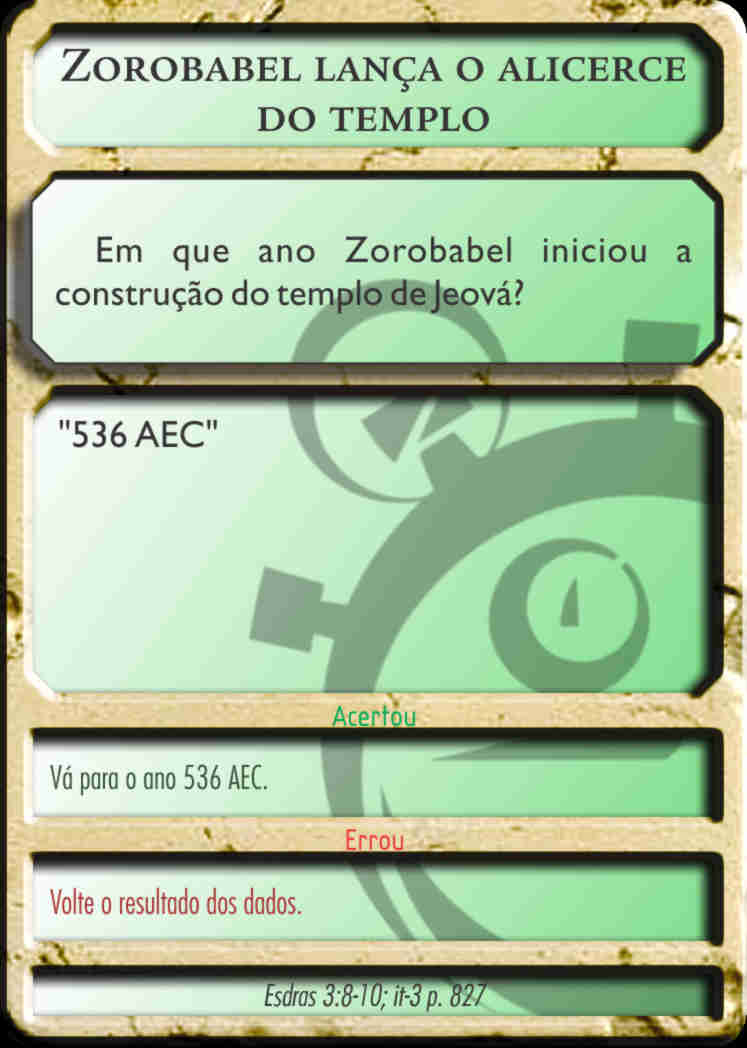 Zorobabel lança o alicerce
do templo
Em que ano Zorobabel iniciou a
construção do templo de Jeová?
"536 AEC"
Acertou
Vá para o ano 536 AEC.
Errou
Volte o resultado dos dados.
Esdras 3:8-10; it-3 p. 827